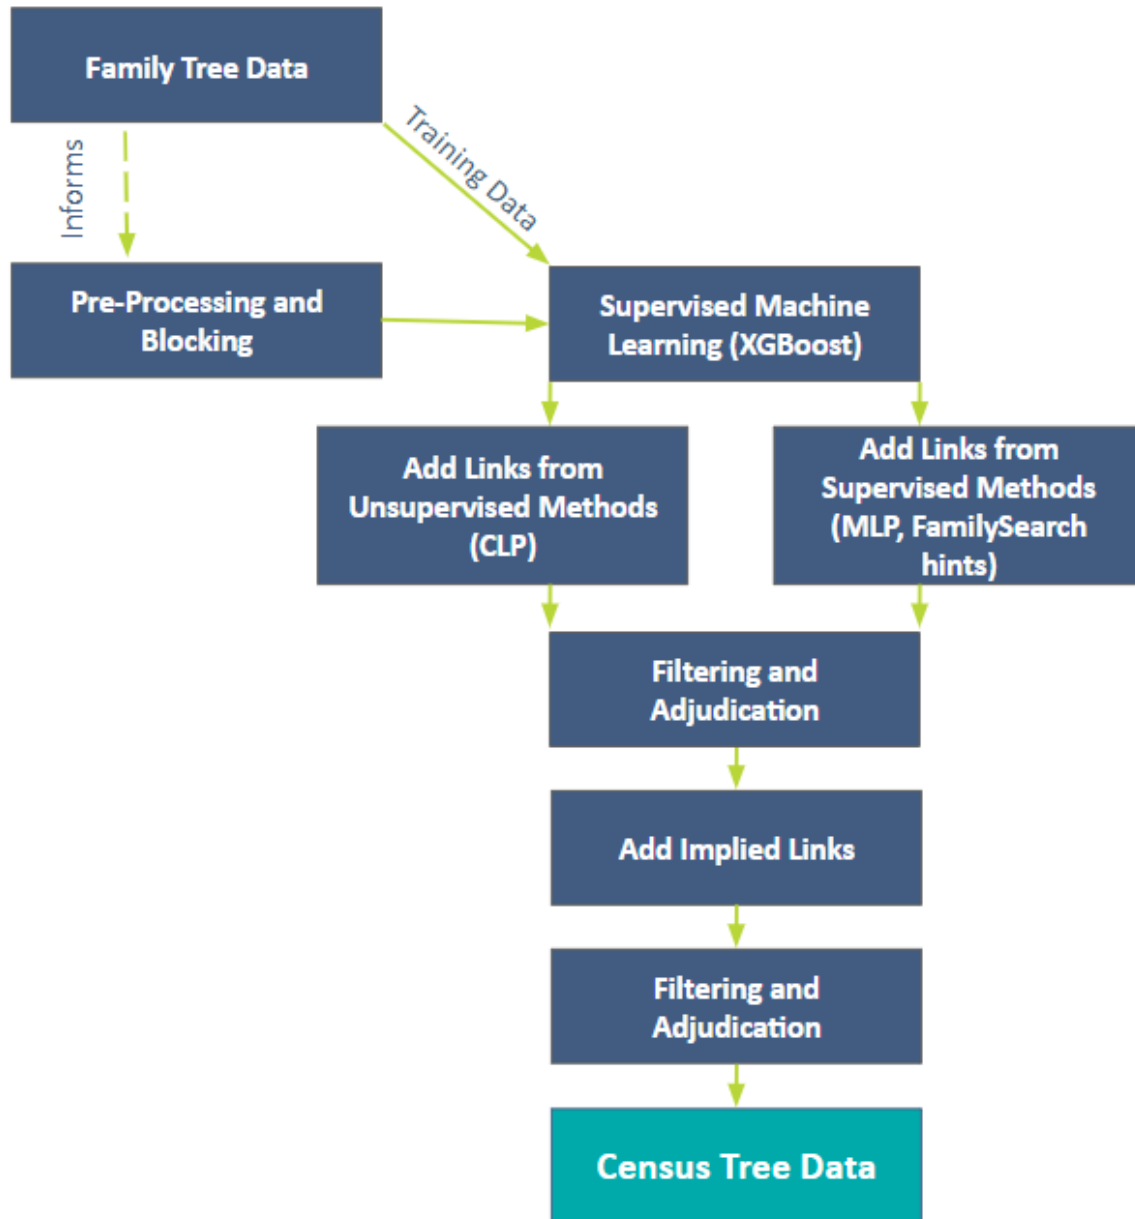 Family Tree Data
Training Data
Informs
Pre-Processing and
Blocking
Supervised Machine
Learning (XGBoost)
Add Links from
Unsupervised Methods
(CLP)
Add Links from
Supervised Methods
(MLP, FamilySearch
hints)
Filtering and
Adjudication
Add Implied Links
Filtering and
Adjudication
Census Tree Data